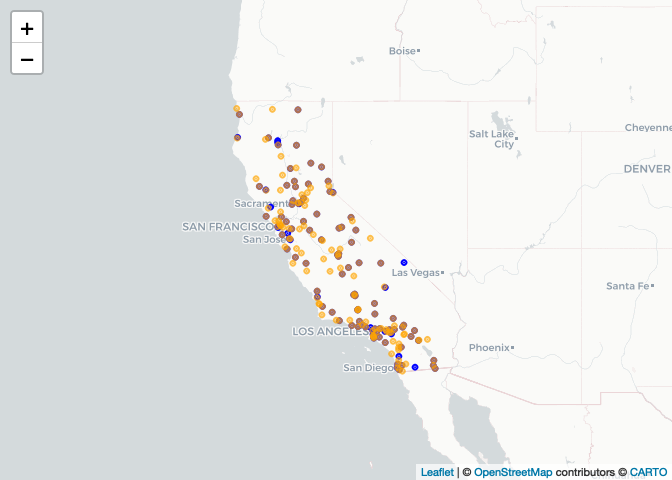 +
−
Boise
Salt Lake
City
Cheyenne
DENVER
Sacrament
SAN FRANCISCO
San Jose
Las Vegas
Santa Fe
LOS ANGELES
Phoenix
San Diego
Leaflet | © OpenStreetMap contributors © CARTO